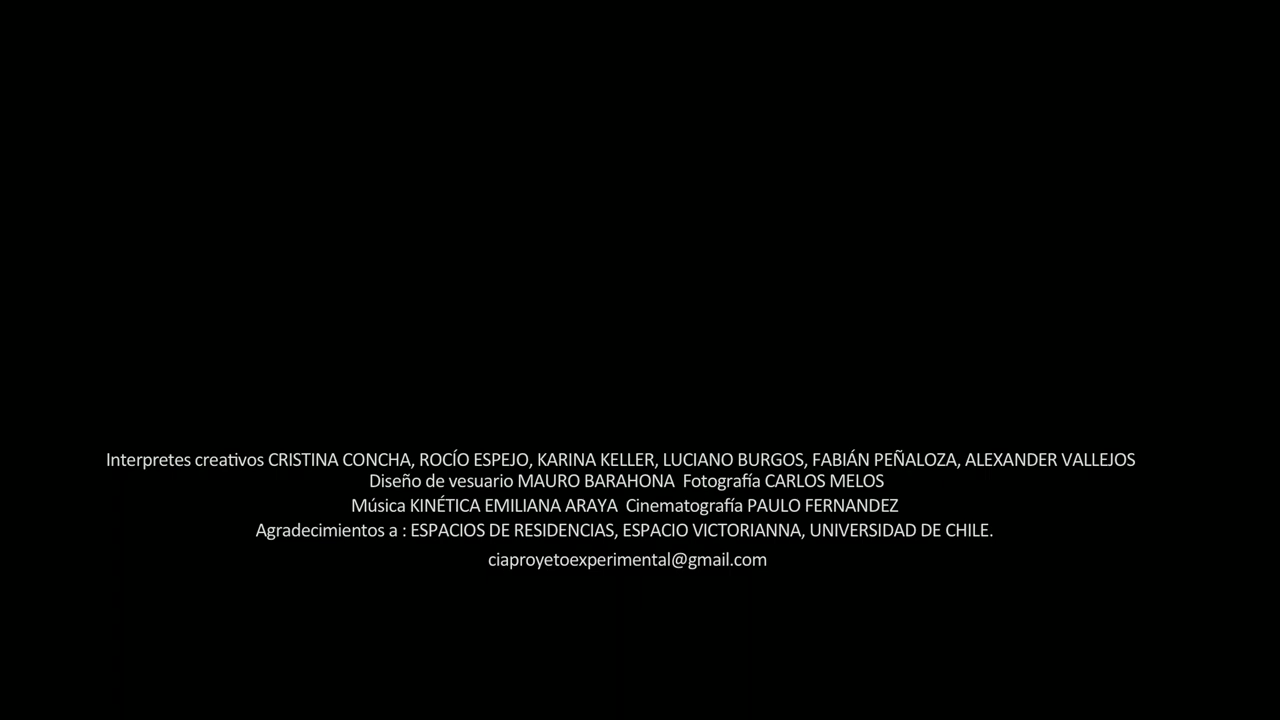 Interpretes creativos CRISTINA CONCHA, ROCÍO ESPEJO, KARINA KELLER, LUCIANO BURGOS, FABIÁN PEÑALOZA, ALEXANDER VALLEJOS
Diseño de vesuario MAURO BARAHONA  Fotografía CARLOS MELOS
Música KINÉTICA EMILIANA ARAYA  Cinematografía PAULO FERNANDEZ
Agradecimientos a : ESPACIOS DE RESIDENCIAS, ESPACIO VICTORIANNA, UNIVERSIDAD DE CHILE.
ciaproyetoexperimental@gmail.com